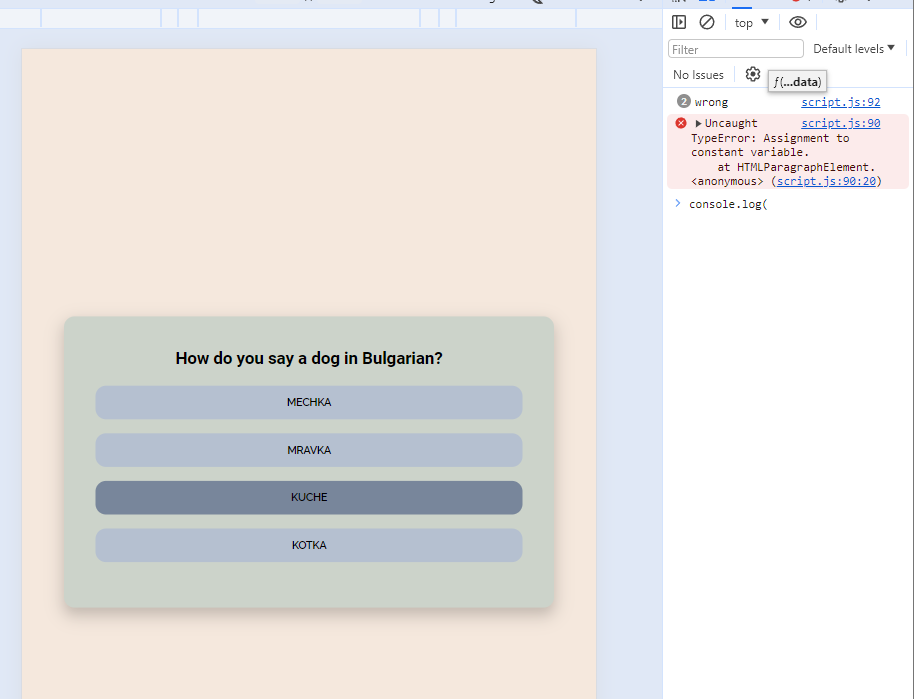 top
Filter
Default levels
No Issues
ƒ(...data)
2 wrong script.js:92
Uncaught script.js:90
TypeError: Assignment to
constant variable.
at HTMLParagraphElement.
<anonymous> (script.js:90:20)
console.log(
How do you say a dog in Bulgarian?
MECHKA
MRAVKA
KUCHE
KOTKA